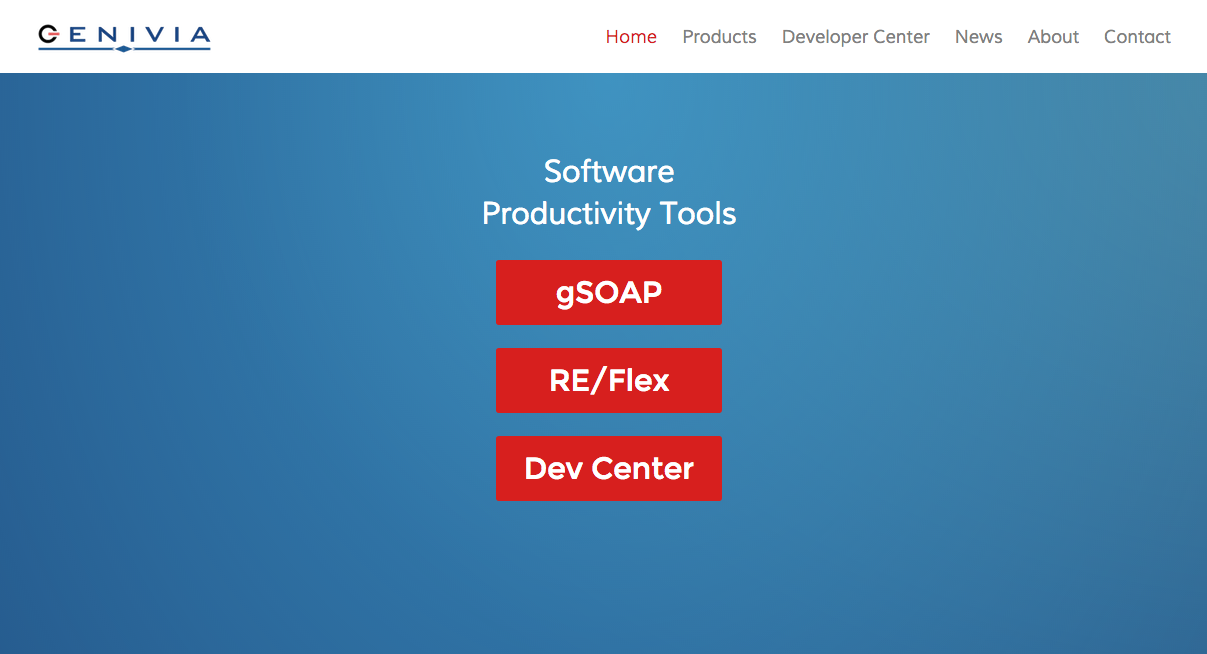 GENIVIA
Home Products Developer Center News About Contact
Software
Productivity Tools
gSOAP
RE/Flex
Dev Center